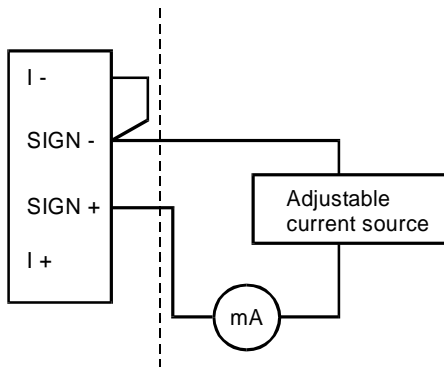 I -
SIGN -
SIGN +
I +
Adjustable
current source
mA